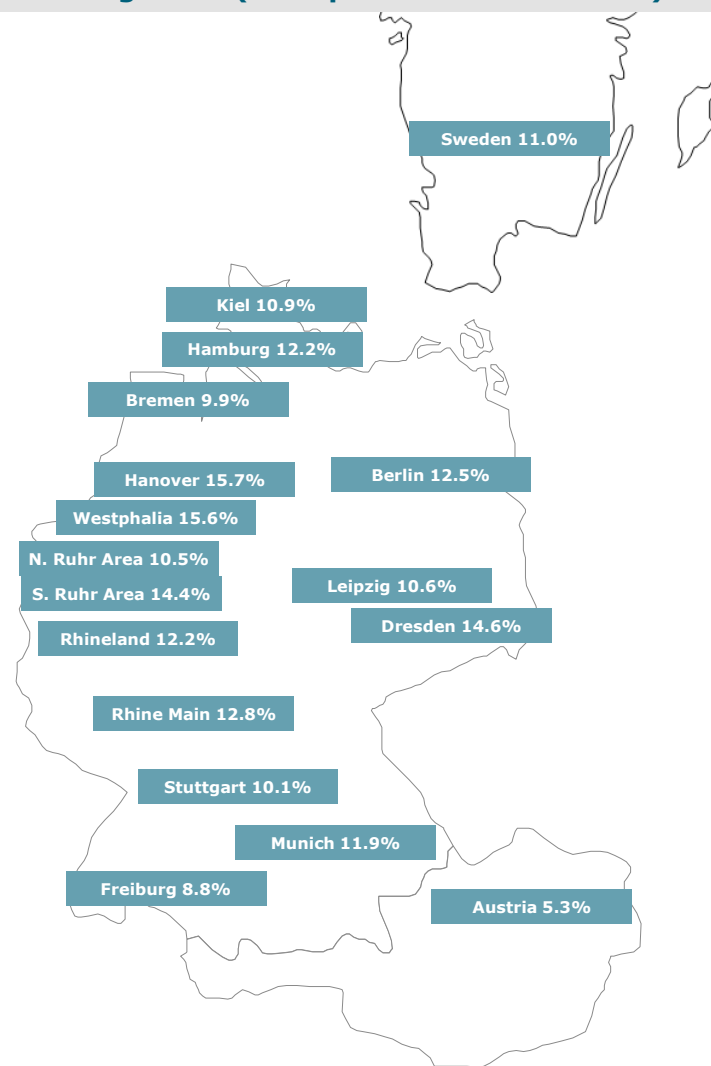 Sweden 11.0%
Kiel 10.9%
Hamburg 12.2%
Bremen 9.9%
Hanover 15.7%
Berlin 12.5%
Westphalia 15.6%
N. Ruhr Area 10.5%
S. Ruhr Area 14.4%
Leipzig 10.6%
Dresden 14.6%
Rhineland 12.2%
Rhine Main 12.8%
Stuttgart 10.1%
Munich 11.9%
Freiburg 8.8%
Austria 5.3%